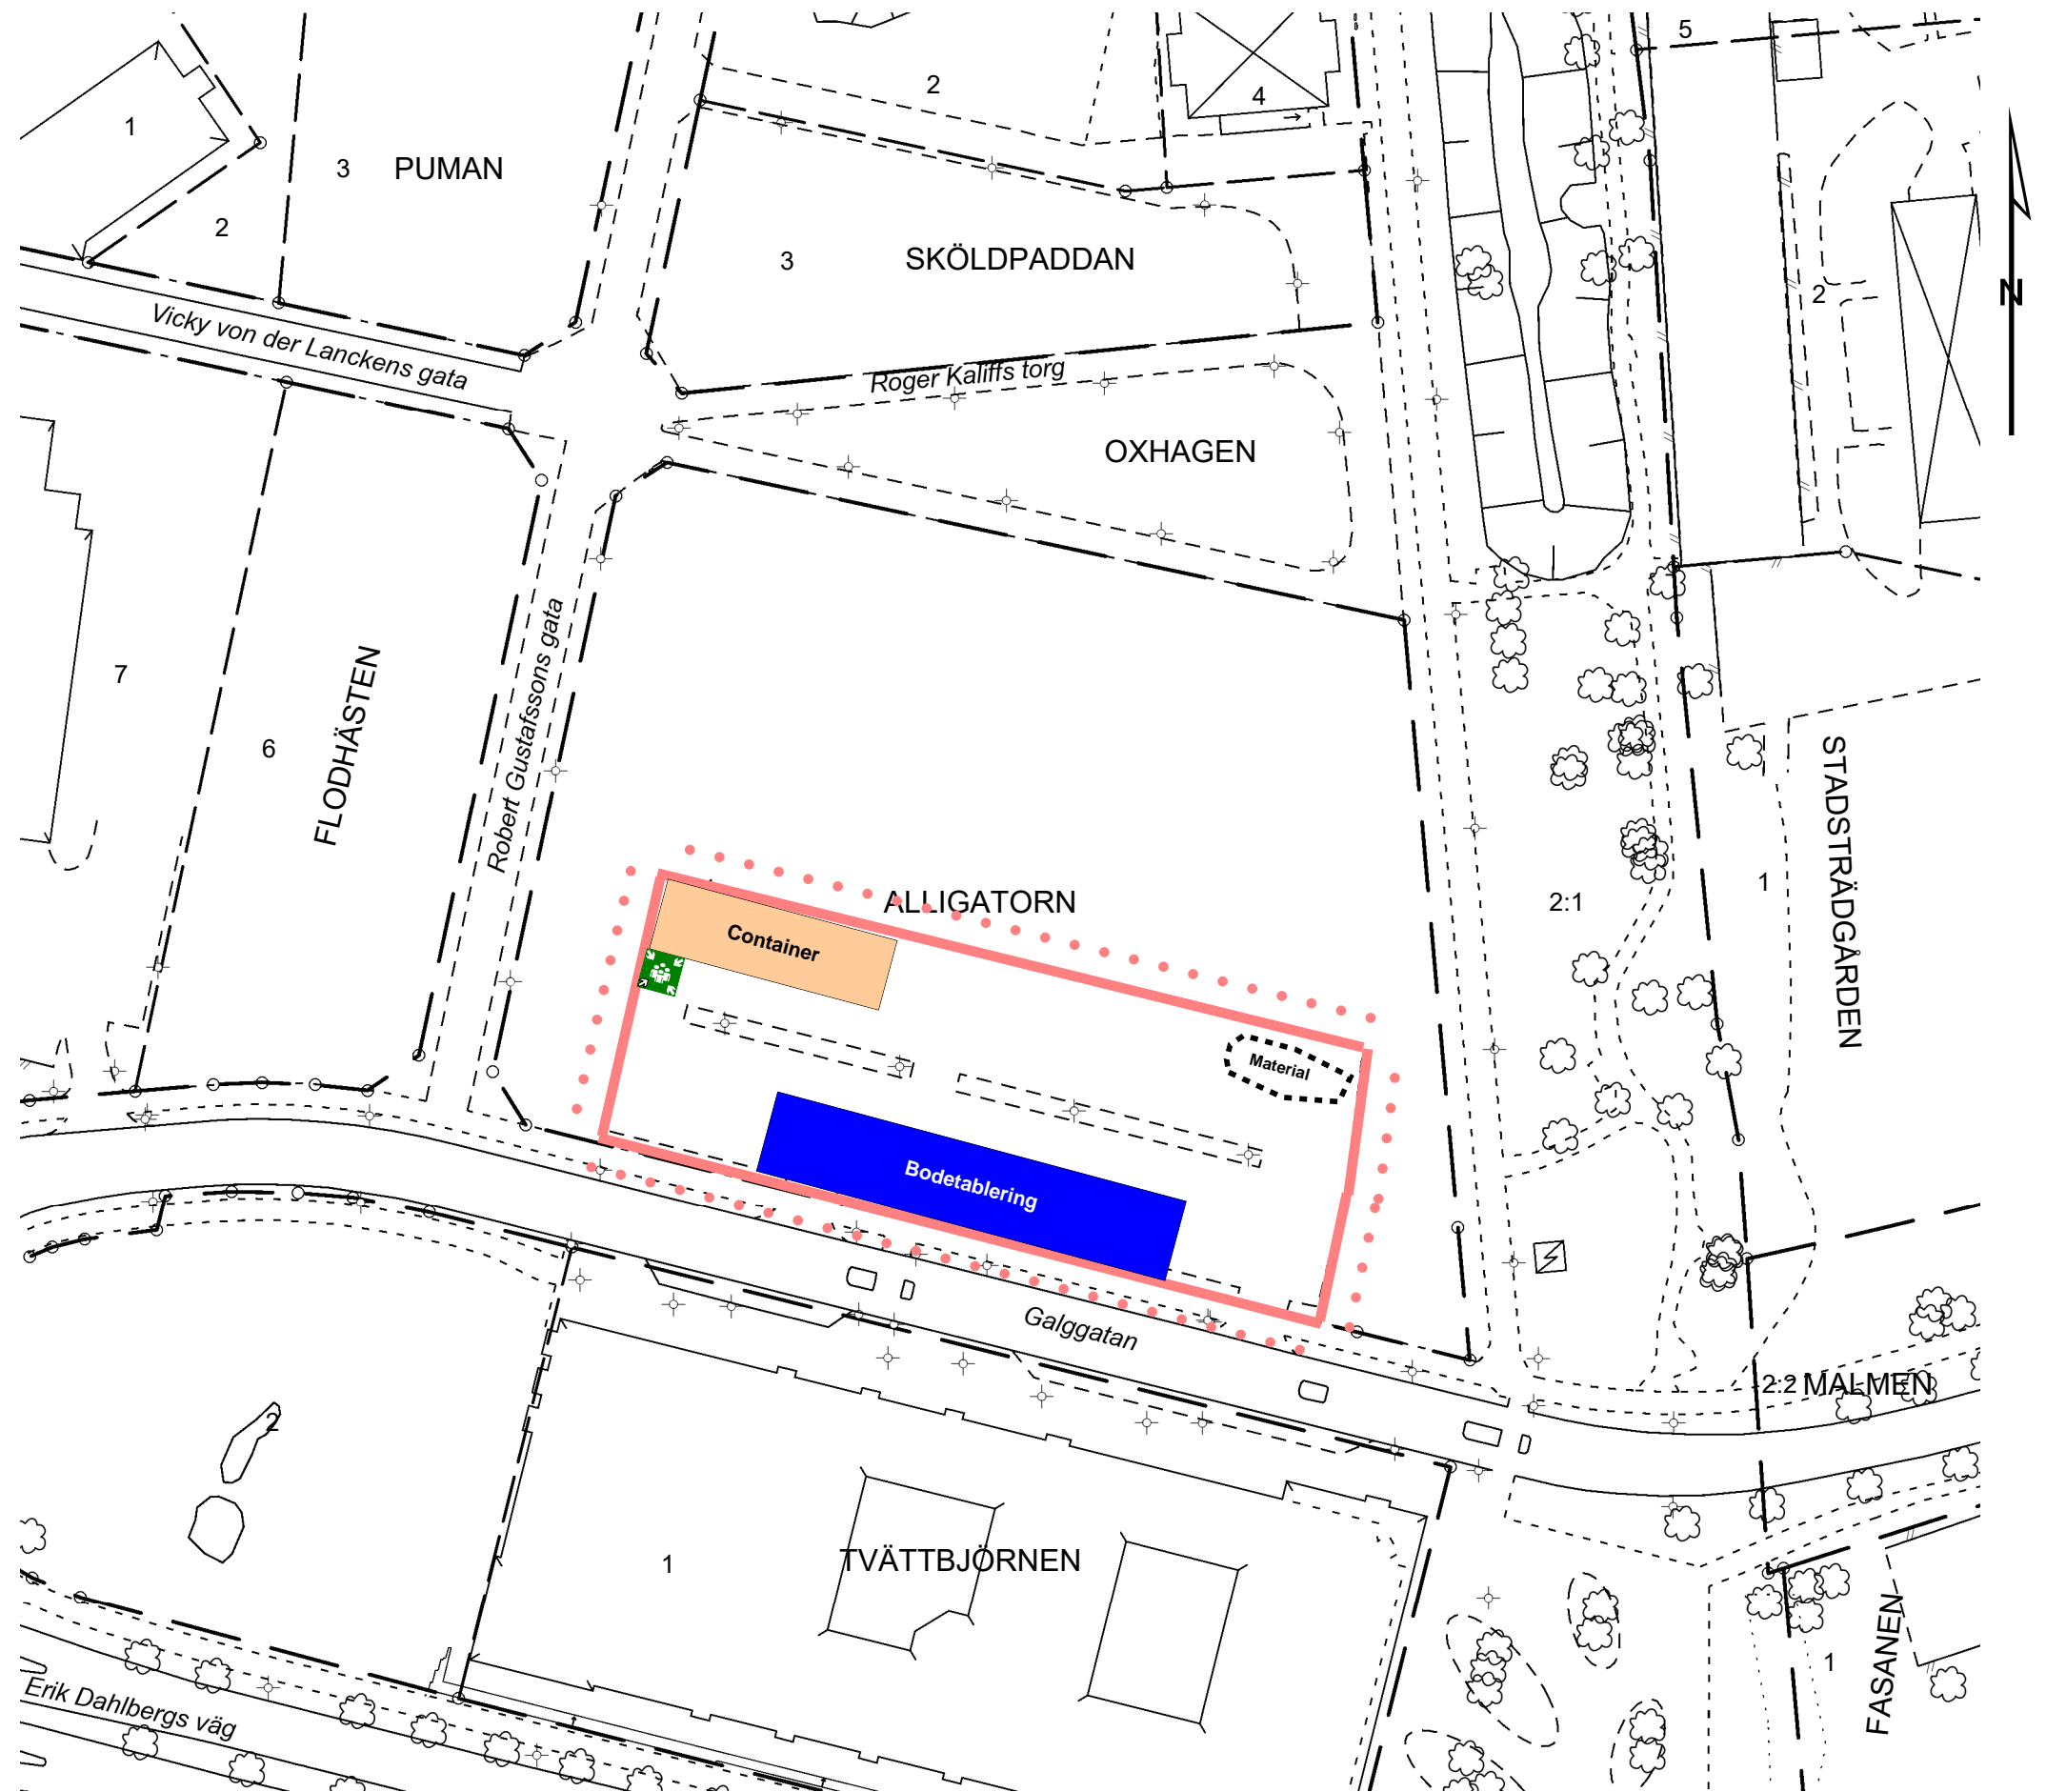 5
2
4
1
3
PUMAN
2
3
SKÖLDPADDAN
2
N
Vicky von der Lanckens gata
Roger Kaliffs torg
OXHAGEN
7
6
FLODHÄSTEN
Robert Gustafssons gata
STADSTRÄDGÅRDEN
1
2:1
ALLIGATORN
Container
Material
Bodetablering
Galggatan
2:2 MALMEN
2
1
TVÄTTBJÖRNEN
1
FASANEN
Erik Dahlbergs väg